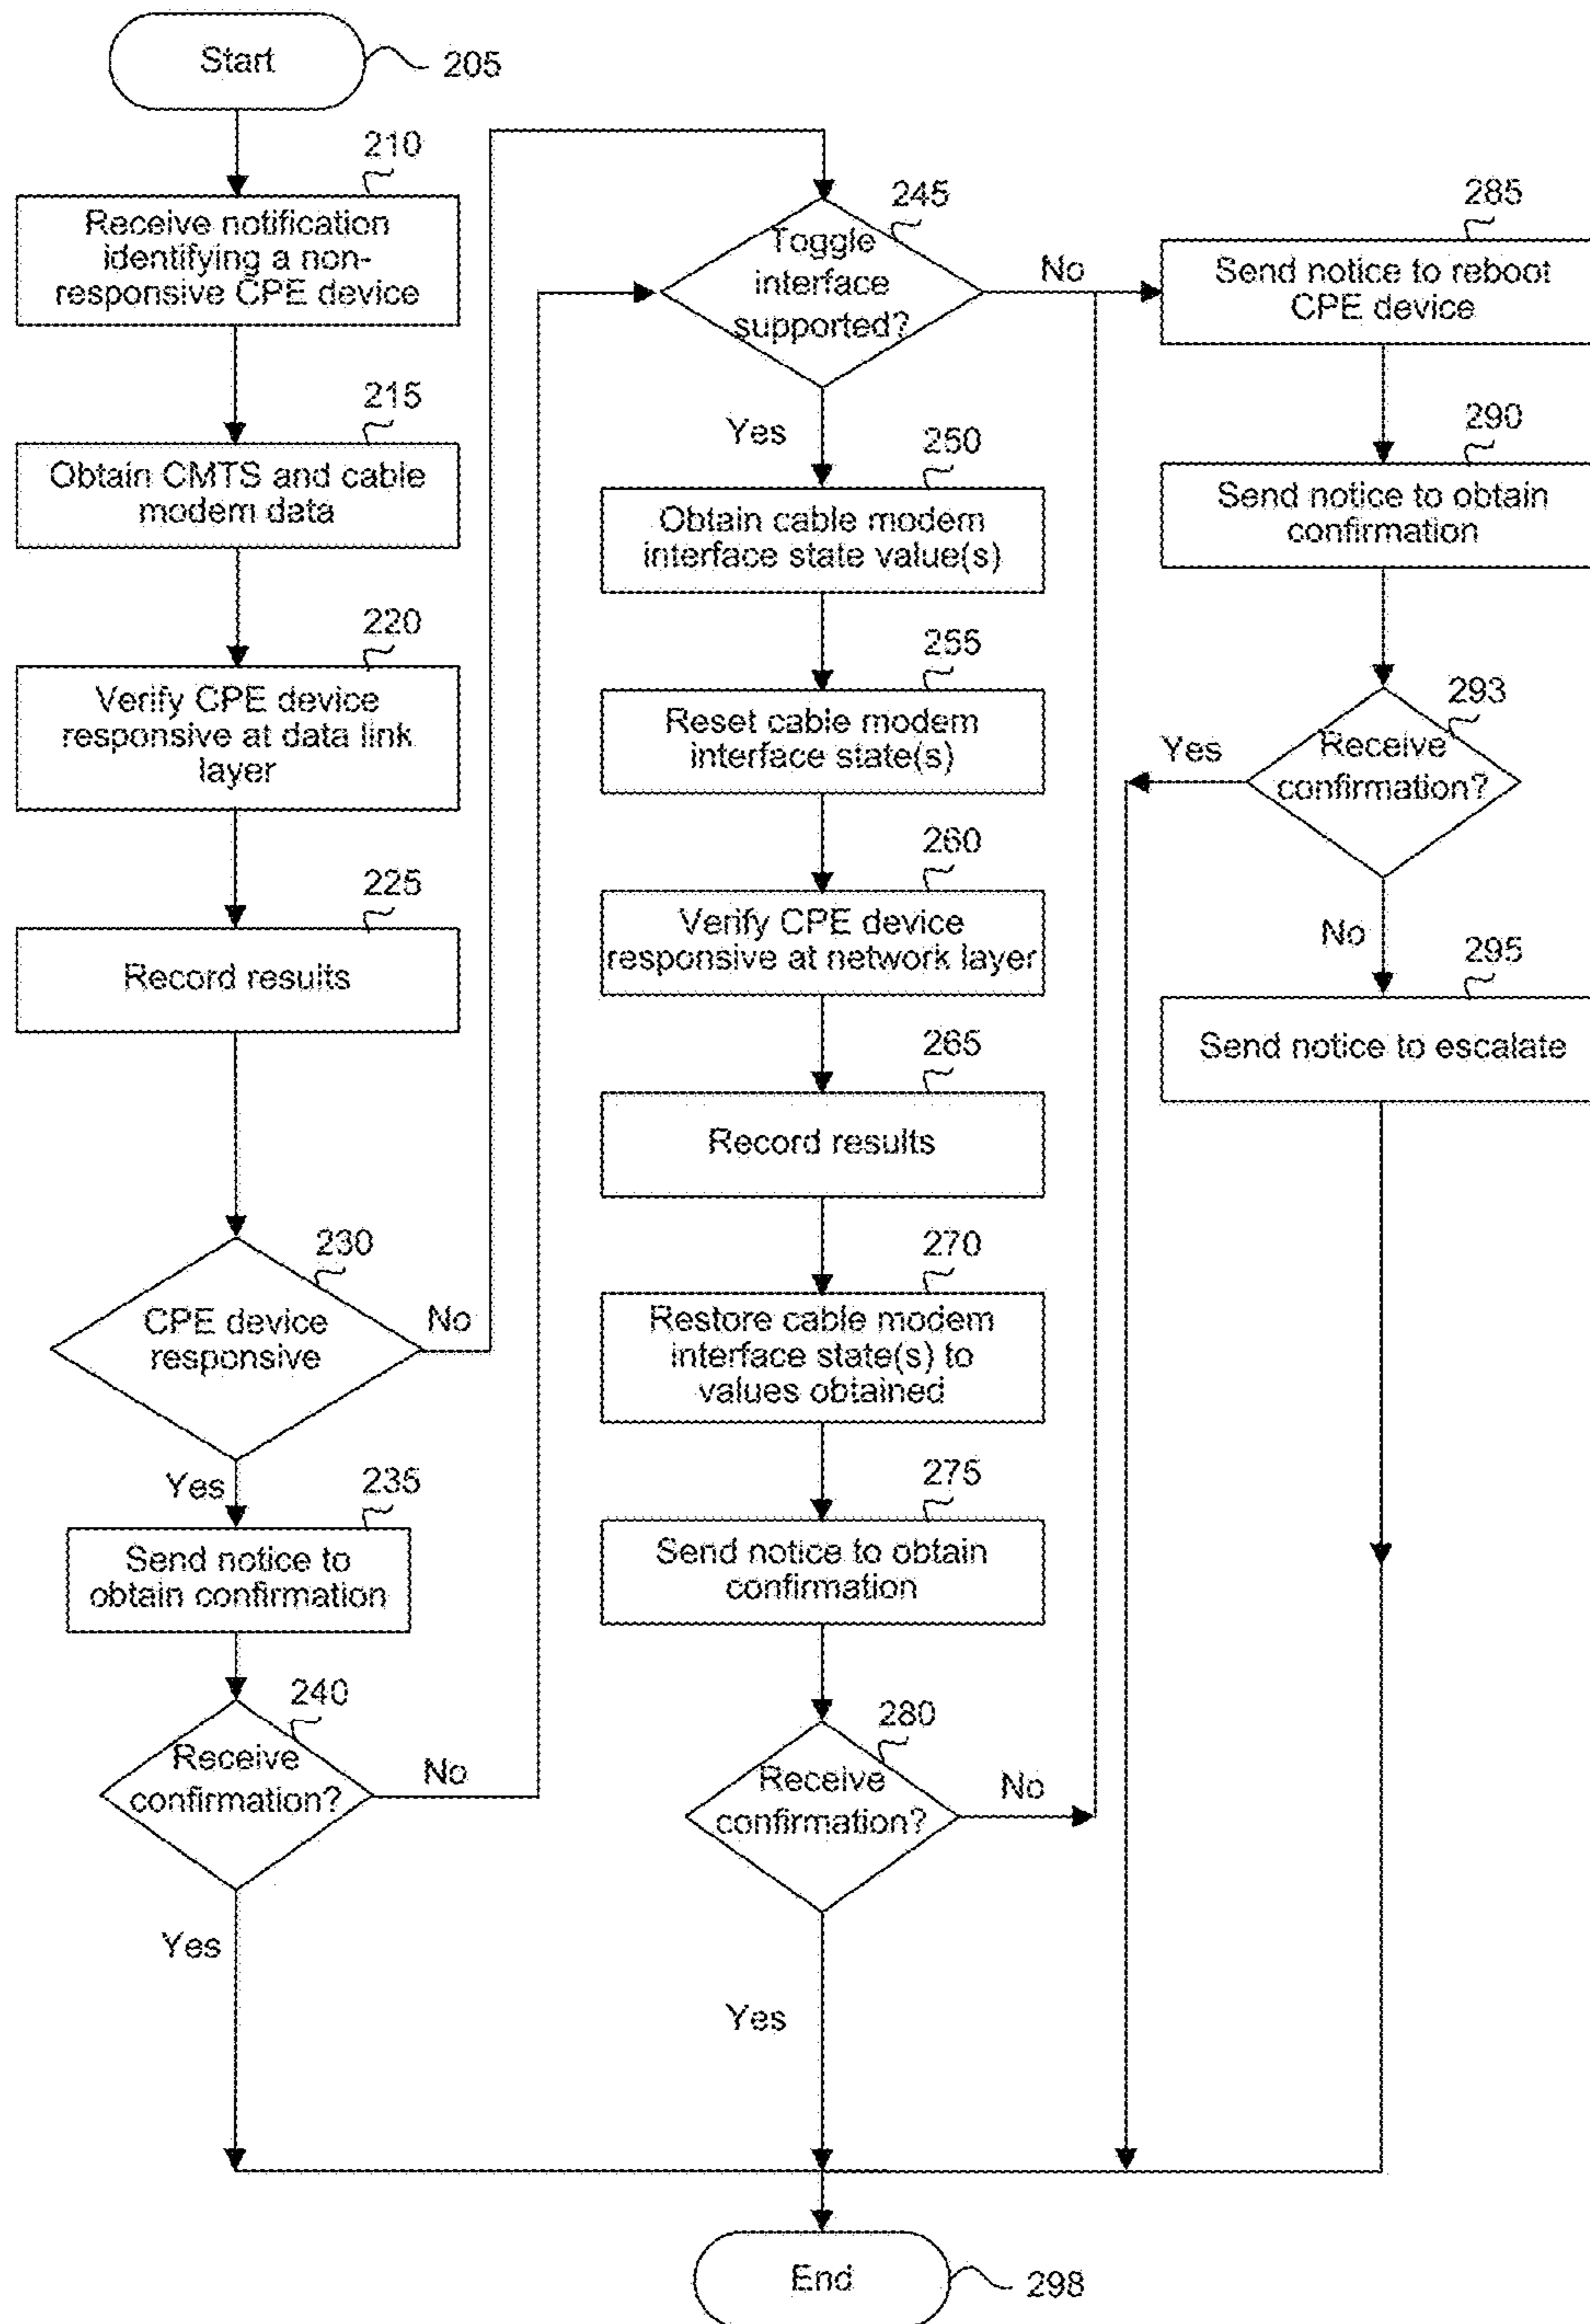 Start
205
210
Receive notification
identifying a non-
responsive CPE device
215
Obtain CMTS and cable
modem data
220
Verify CPE device
responsive at data link
layer
225
Record results
230
CPE device
responsive
No
Yes
235
Send notice to
obtain confirmation
240
Receive
confirmation?
No
Yes
245
Toggle
interface
supported?
No
Yes
250
Obtain cable modem
interface state value(s)
255
Reset cable modem
interface state(s)
260
Verify CPE device
responsive at network layer
265
Record results
270
Restore cable modem
interface state(s) to
values obtained
275
Send notice to obtain
confirmation
280
Receive
confirmation?
No
Yes
285
Send notice to reboot
CPE device
290
Send notice to obtain
confirmation
293
Receive
confirmation?
Yes
No
295
Send notice to escalate
End
298